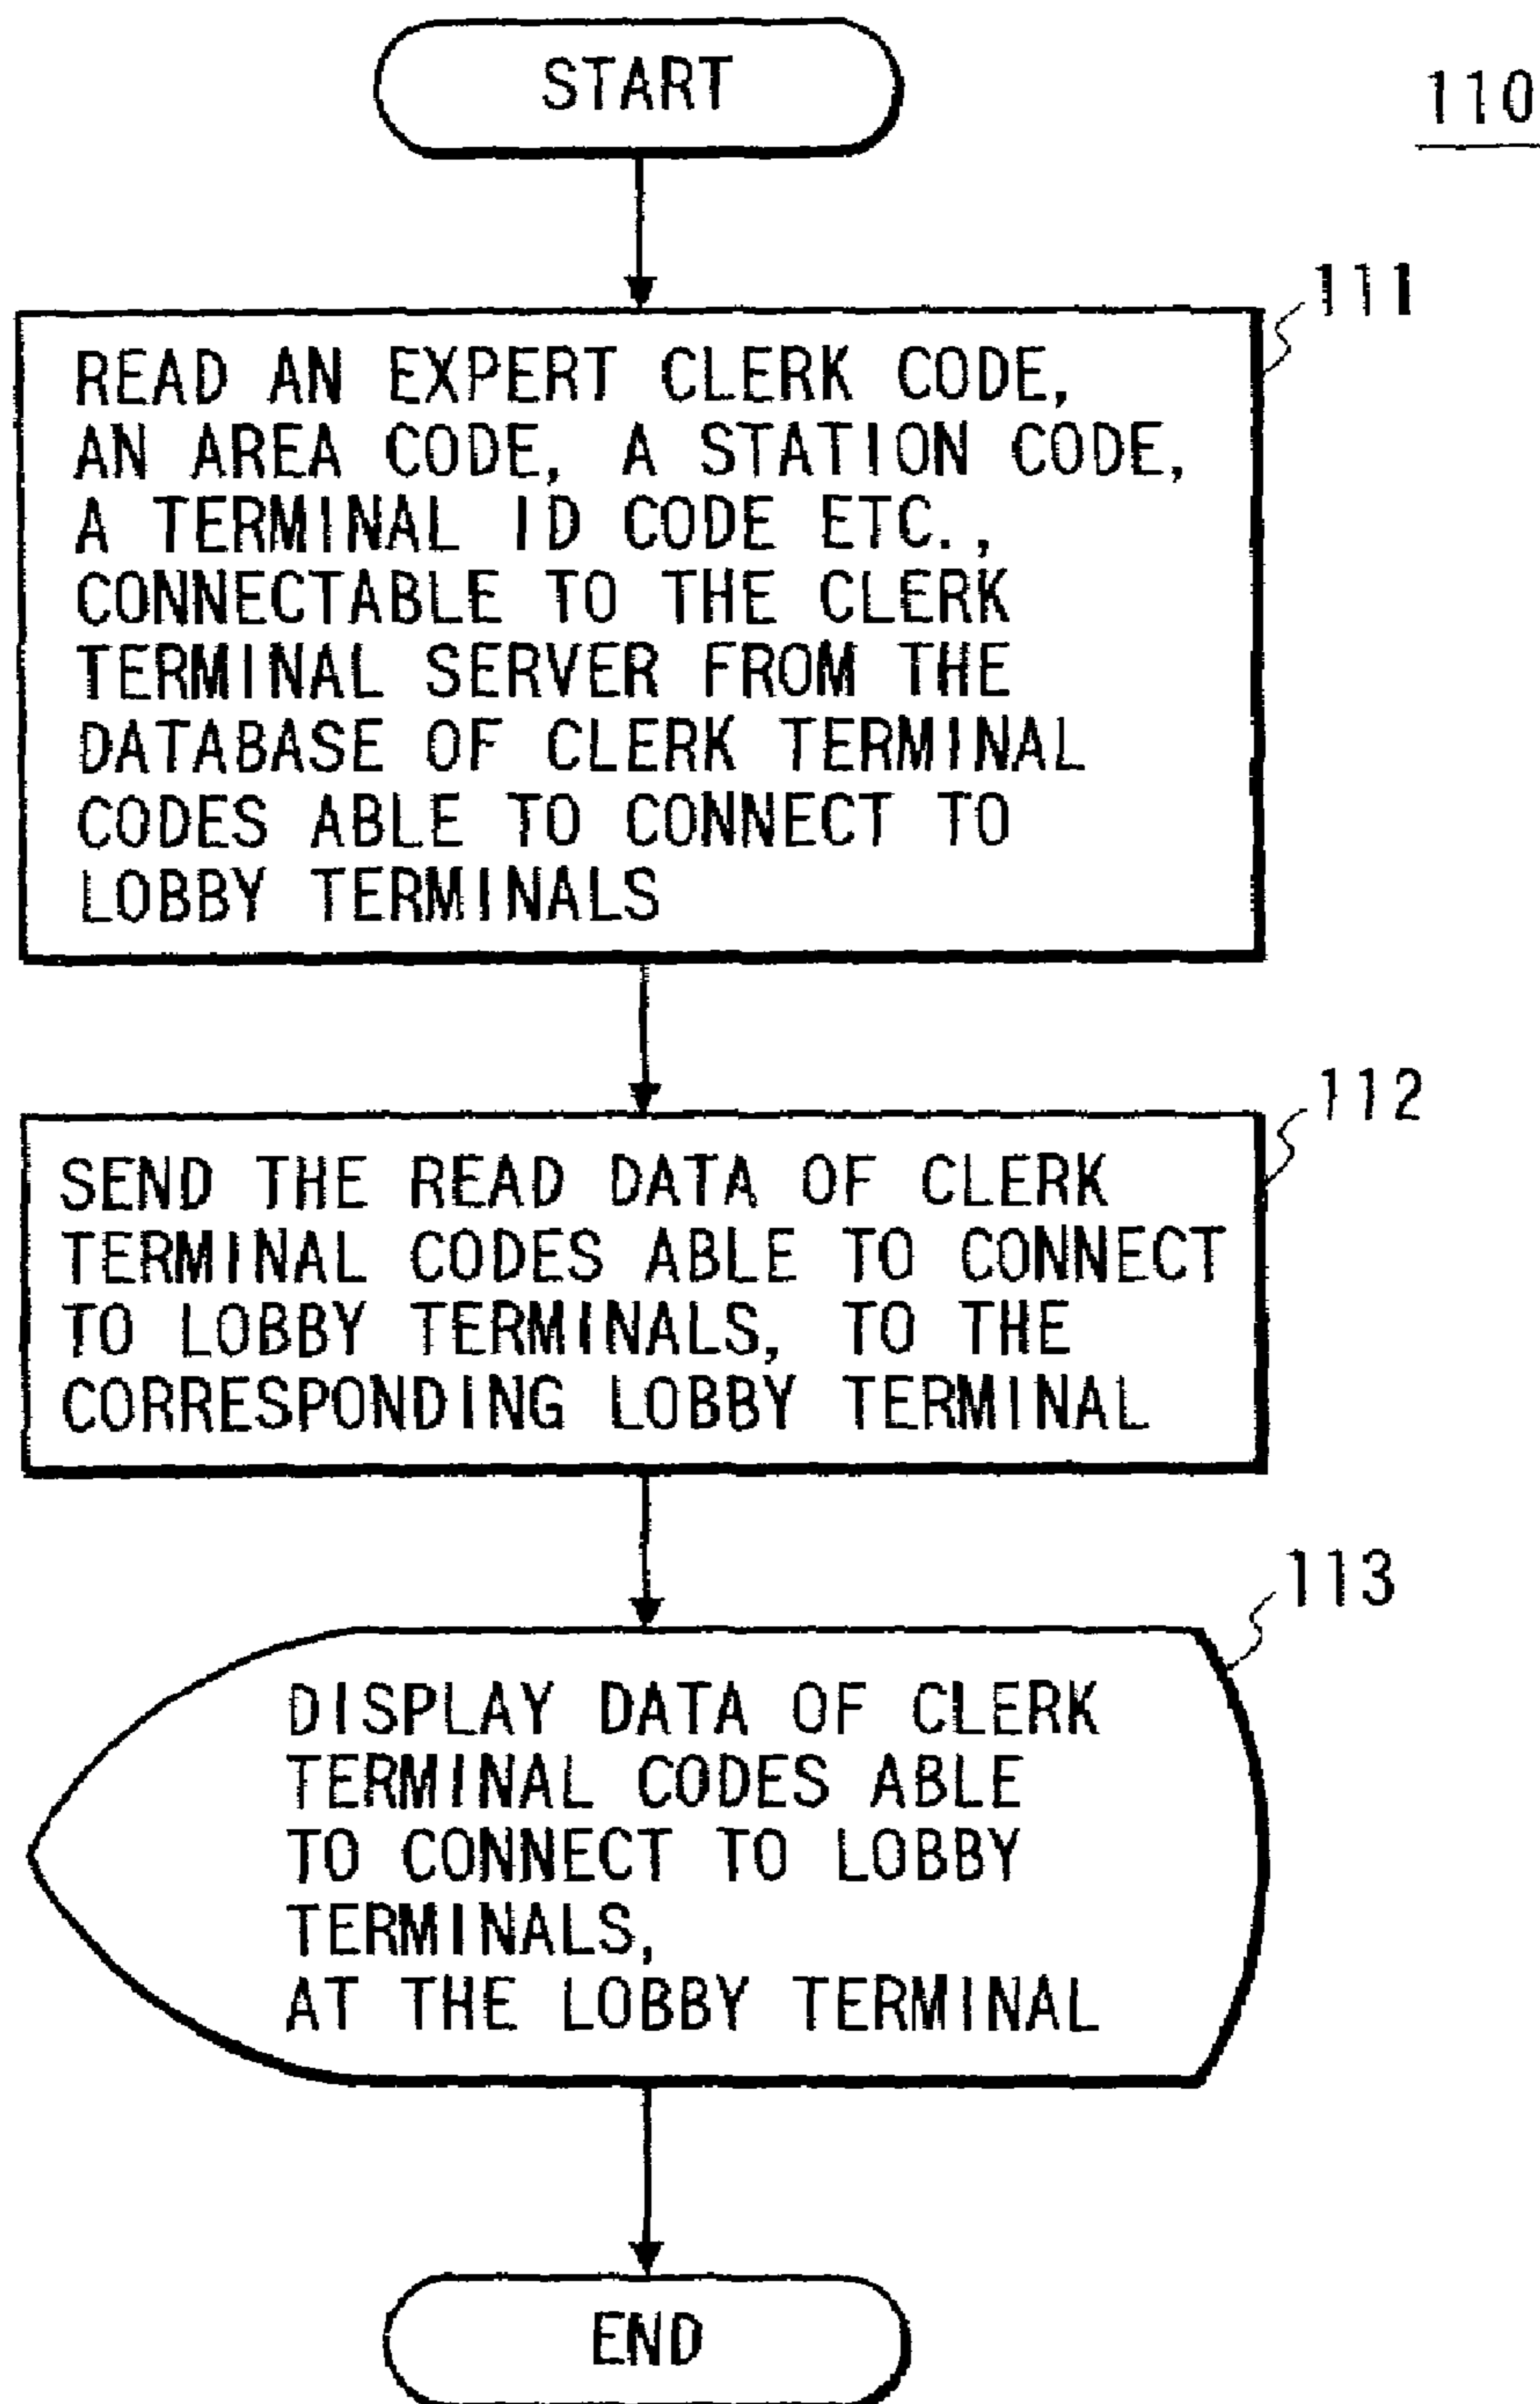 START
110
111
READ AN EXPERT CLERK CODE,
AN AREA CODE, A STATION CODE,
A TERMINAL ID CODE ETC.,
CONNECTABLE TO THE CLERK
TERMINAL SERVER FROM THE
DATABASE OF CLERK TERMINAL
CODES ABLE TO CONNECT TO
LOBBY TERMINALS
112
SEND THE READ DATA OF CLERK
TERMINAL CODES ABLE TO CONNECT
TO LOBBY TERMINALS, TO THE
CORRESPONDING LOBBY TERMINAL
113
DISPLAY DATA OF CLERK
TERMINAL CODES ABLE
TO CONNECT TO LOBBY
TERMINALS,
AT THE LOBBY TERMINAL
END